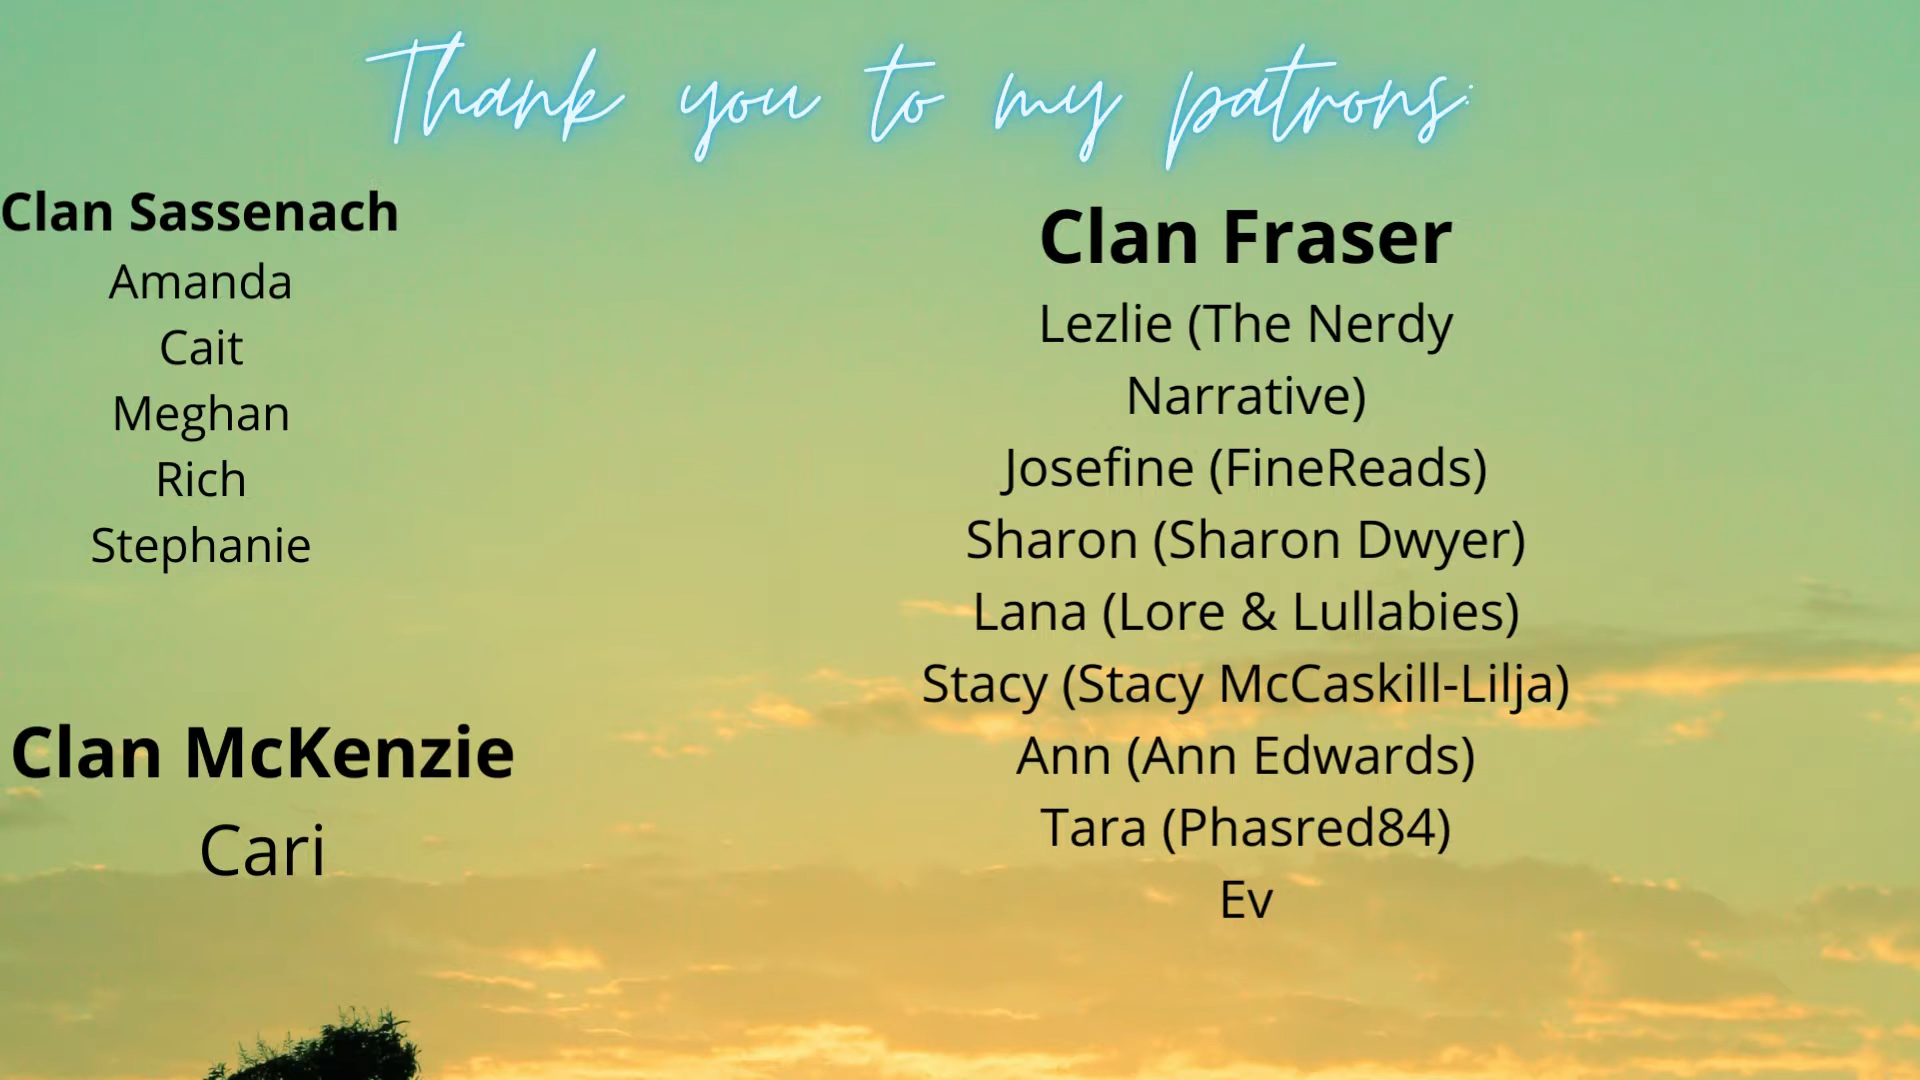 Thank you to my patrons:
Clan Sassenach
Amanda
Cait
Meghan
Rich
Stephanie
Clan McKenzie
Cari
Clan Fraser
Lezlie (The Nerdy
Narrative)
Josefine (FineReads)
Sharon (Sharon Dwyer)
Lana (Lore & Lullabies)
Stacy (Stacy McCaskill-Lilja)
Ann (Ann Edwards)
Tara (Phasred84)
Ev